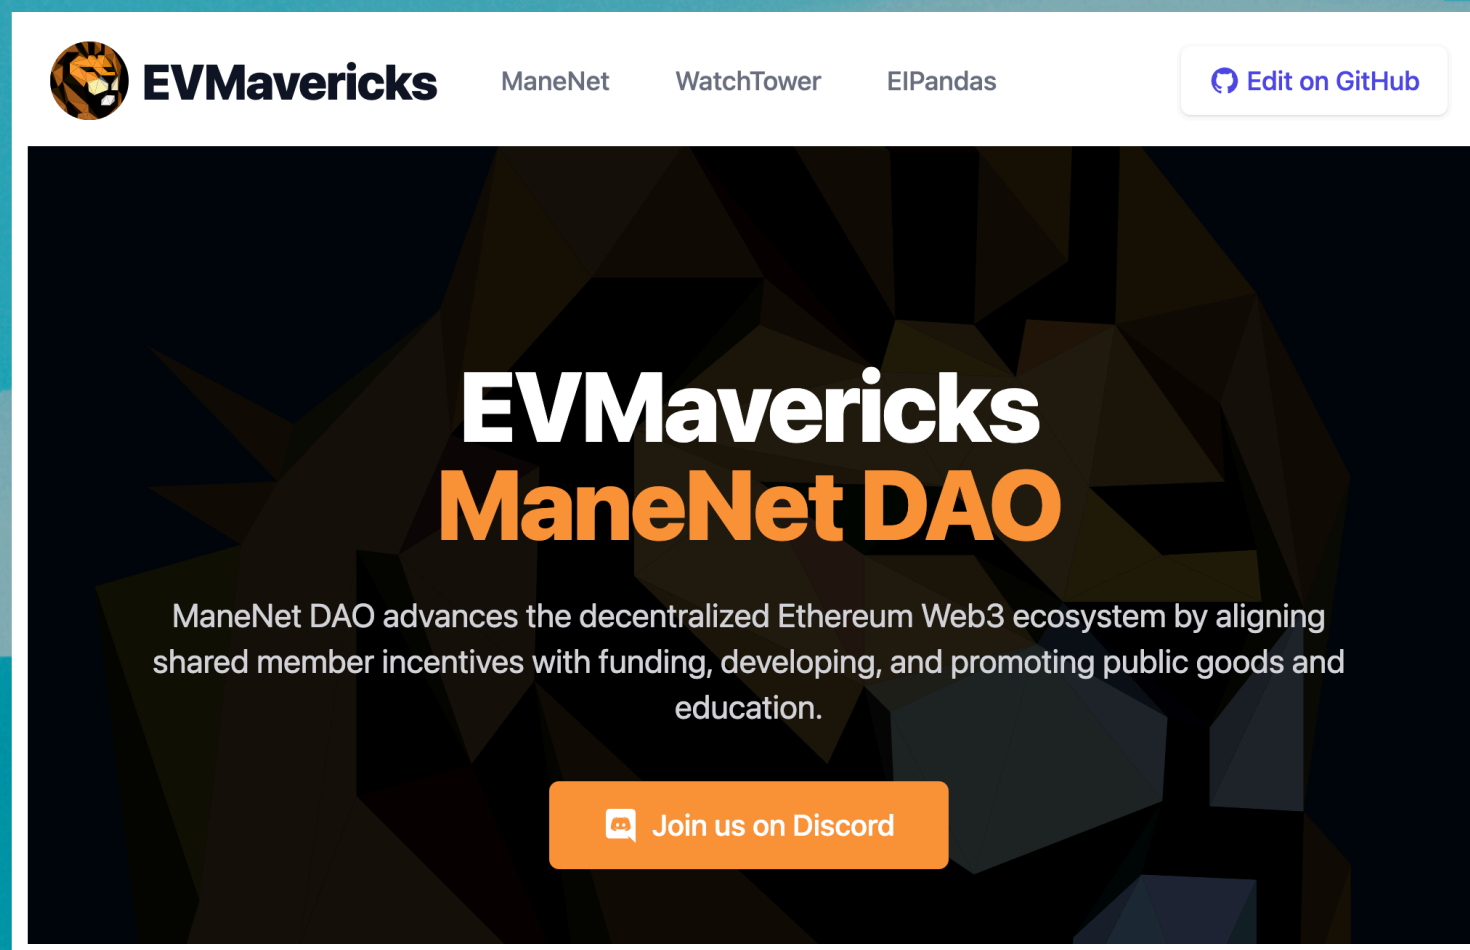 EVMavericks
ManeNet
WatchTower
EIPandas
Edit on GitHub
EVMavericks
ManeNet DAO
ManeNet DAO advances the decentralized Ethereum Web3 ecosystem by aligning
shared member incentives with funding, developing, and promoting public goods and
education.
Join us on Discord